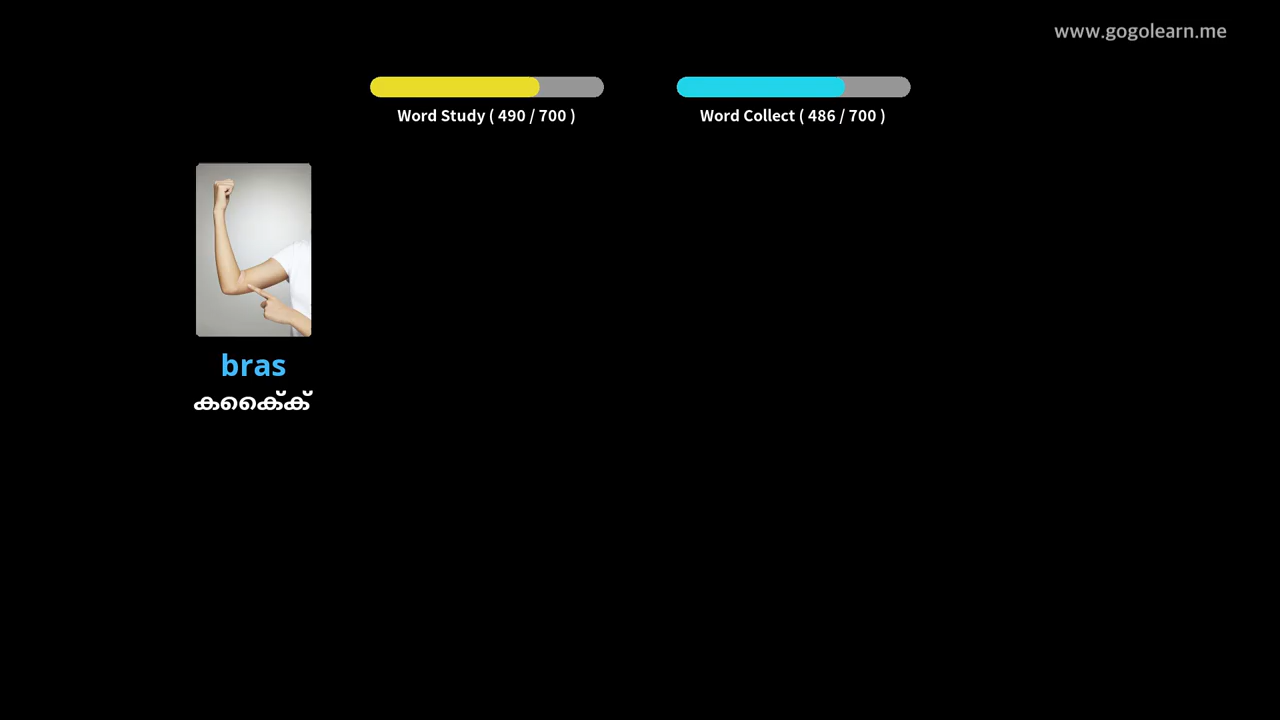 www.gogolearn.me
Word Study ( 490 / 700 )
Word Collect ( 486 / 700 )
bras
കകൈ്ക്